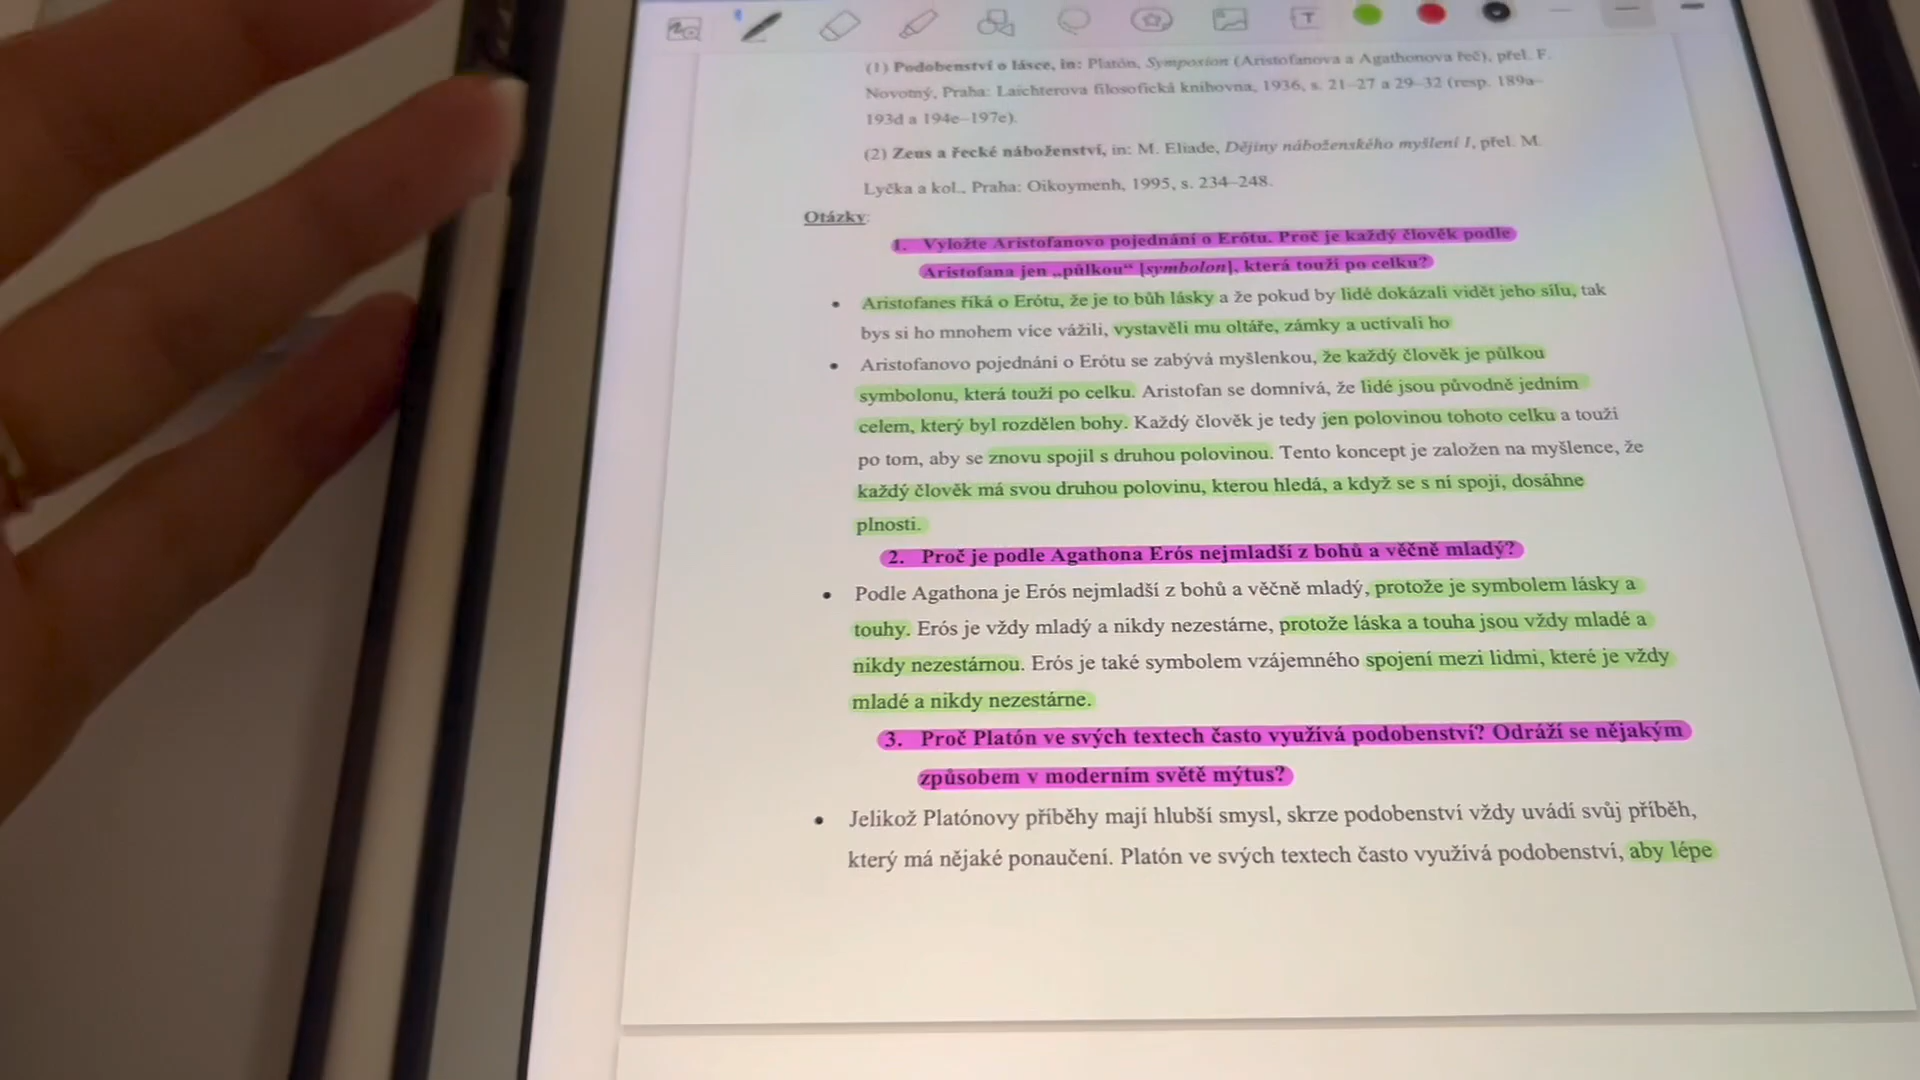 (1) Podobenství o lásce, in: Platón, Symposion (Aristofanova a Agathonova řeč), přel. F.
Novotný, Praha: Laichterova filosofická knihovna, 1936, s. 21–27 a 29–32 (resp. 189a–
193d a 194e–197e).
(2) Zeus a řecké náboženství, in: M. Eliade, Dějiny náboženského myšlení I, přel. M.
Lyčka a kol., Praha: Oikoymenh, 1995, s. 234–248.
Otázky:
1. Vyložte Aristofanovo pojednání o Erótu. Proč je každý člověk podle
Aristofana jen „půlkou“ [symbolon], která touží po celku?
• Aristofanes říká o Erótu, že je to bůh lásky a že pokud by lidé dokázali vidět jeho sílu, tak
bys si ho mnohem více vážili, vystavěli mu oltáře, zámky a uctívali ho
• Aristofanovo pojednání o Erótu se zabývá myšlenkou, že každý člověk je půlkou
symbolonu, která touží po celku. Aristofan se domnívá, že lidé jsou původně jedním
celem, který byl rozdělen bohy. Každý člověk je tedy jen polovinou tohoto celku a touží
po tom, aby se znovu spojil s druhou polovinou. Tento koncept je založen na myšlence, že
každý člověk má svou druhou polovinu, kterou hledá, a když se s ní spojí, dosáhne
plnosti.
2. Proč je podle Agathona Erós nejmladší z bohů a věčně mladý?
• Podle Agathona je Erós nejmladší z bohů a věčně mladý, protože je symbolem lásky a
touhy. Erós je vždy mladý a nikdy nezestárne, protože láska a touha jsou vždy mladé a
nikdy nezestárnou. Erós je také symbolem vzájemného spojení mezi lidmi, které je vždy
mladé a nikdy nezestárne.
3. Proč Platón ve svých textech často využívá podobenství? Odráží se nějakým
způsobem v moderním světě mýtus?
• Jelikož Platónovy příběhy mají hlubší smysl, skrze podobenství vždy uvádí svůj příběh,
který má nějaké ponaučení. Platón ve svých textech často využívá podobenství, aby lépe